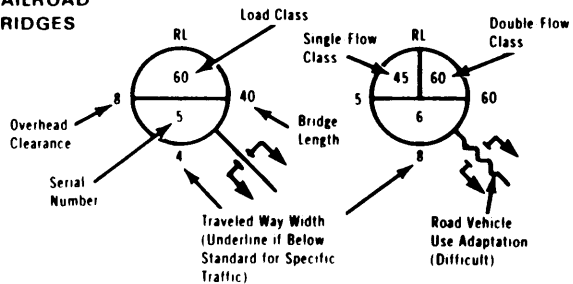 AILROAD
RIDGES
Load Class
RL
60
8
40
5
4
Overhead
Clearance
Serial
Number
Bridge
Length
Traveled Way Width
(Underline if Below
Standard for Specific
Traffic)
Single Flow
Class
Double Flow
Class
RL
45
60
5
60
6
8
Road Vehicle
Use Adaptation
(Difficult)